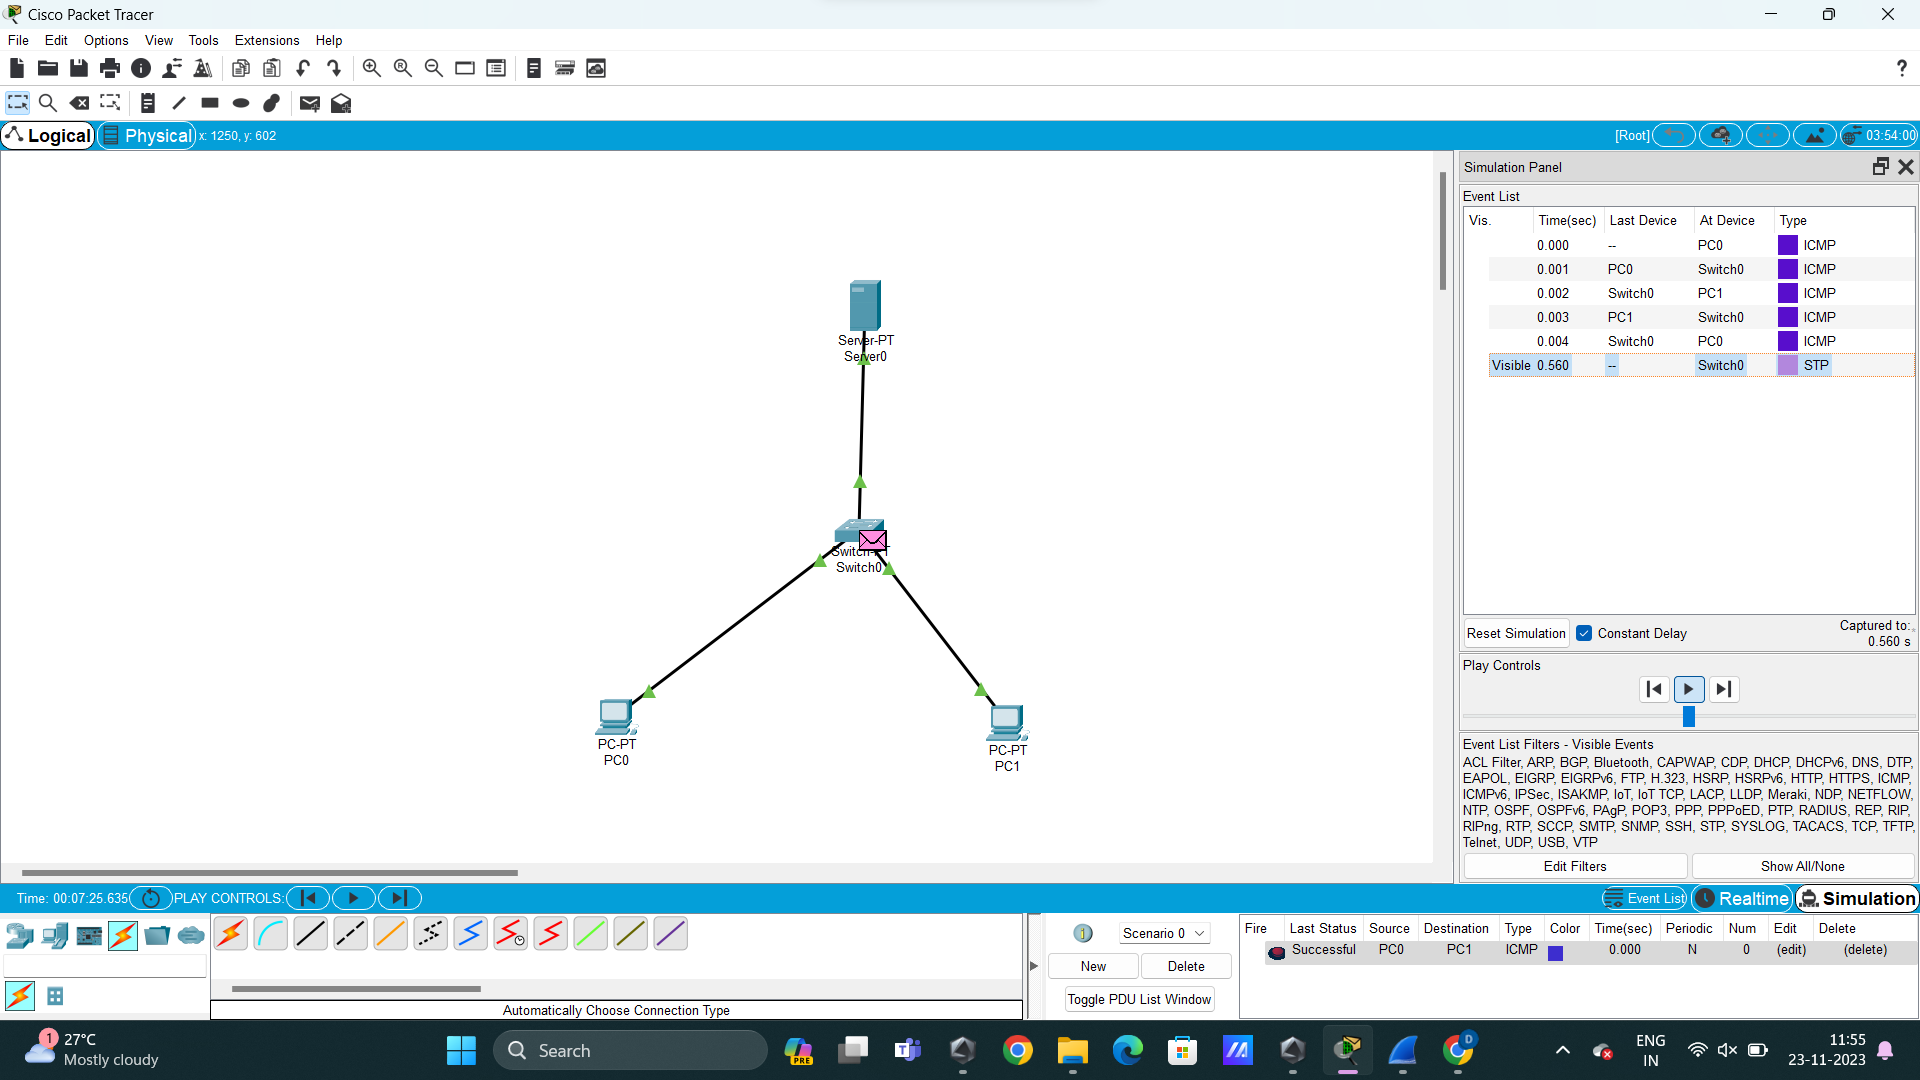 Cisco Packet Tracer
File Edit Options View Tools Extensions Help
Logical Physical x: 1250, y: 602
[Root] 03:54:00
Server-PT
Server0
Switch0
PC-PT
PC0
PC-PT
PC1
Simulation Panel
Event List
Vis. Time(sec) Last Device At Device Type
0.000 -- PC0 ICMP
0.001 PC0 Switch0 ICMP
0.002 Switch0 PC1 ICMP
0.003 PC1 Switch0 ICMP
0.004 Switch0 PC0 ICMP
Visible 0.560 -- Switch0 STP
Reset Simulation Constant Delay
Captured to:
0.560 s
Play Controls
Event List Filters - Visible Events
ACL Filter, ARP, BGP, Bluetooth, CAPWAP, CDP, DHCP, DHCPv6, DNS, DTP,
EAPOL, EIGRP, EIGRPv6, FTP, H.323, HSRP, HSRPv6, HTTP, HTTPS, ICMP,
ICMPv6, IPSec, ISAKMP, IoT, IoT TCP, LACP, LLDP, Meraki, NDP, NETFLOW,
NTP, OSPF, OSPFv6, PAgP, POP3, PPP, PPPoED, PTP, RADIUS, REP, RIP,
RIPng, RTP, SCCP, SMTP, SNMP, SSH, STP, SYSLOG, TACACS, TCP, TFTP,
Telnet, UDP, USB, VTP
Edit Filters Show All/None
Time: 00:07:25.635 PLAY CONTROLS:
Event List Realtime Simulation
Automatically Choose Connection Type
Scenario 0
New Delete
Toggle PDU List Window
Fire Last Status Source Destination Type Color Time(sec) Periodic Num Edit Delete
Successful PC0 PC1 ICMP 0.000 N 0 (edit) (delete)
1
27°C
Mostly cloudy
Search
PRE
D
ENG
IN
11:55
23-11-2023